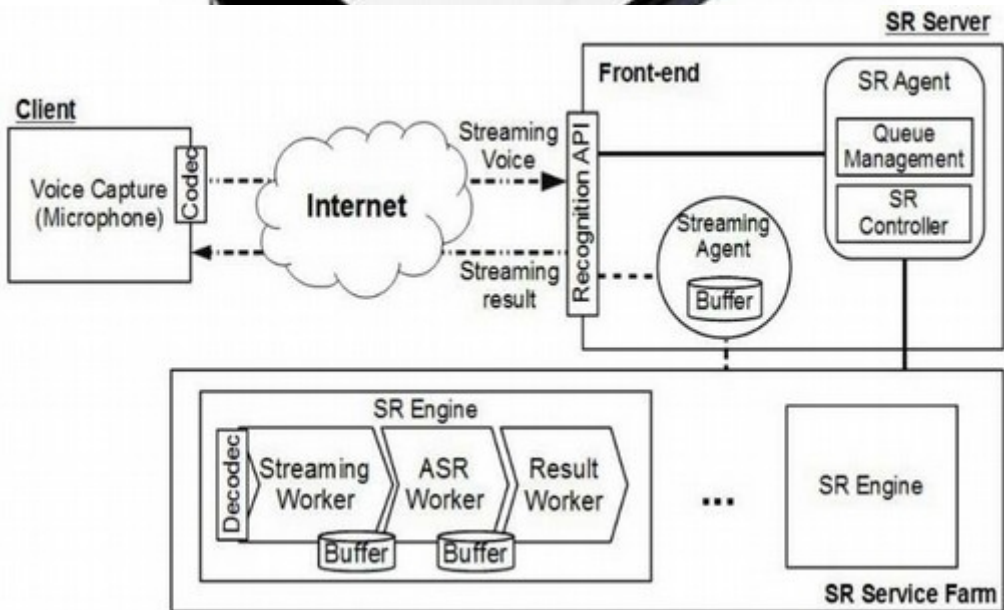 SR Server
Front-end
SR Agent
Queue
Management
SR
Controller
Client
Voice Capture
(Microphone)
Codec
Internet
Streaming
Voice
Streaming
result
Recognition API
Streaming
Agent
Buffer
SR Engine
Decodec
Streaming
Worker
ASR
Worker
Result
Worker
Buffer
Buffer
...
SR Engine
SR Service Farm